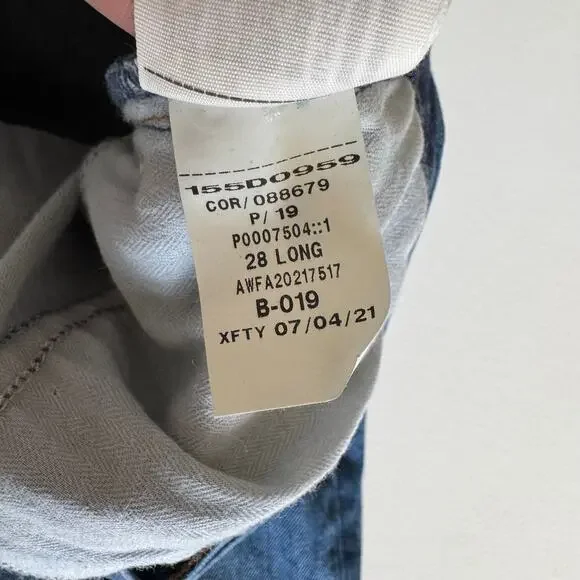 155D0959
COR/088679
P/ 19
P0007504::1
28 LONG
AWFA20217517
B-019
XFTY 07/04/21